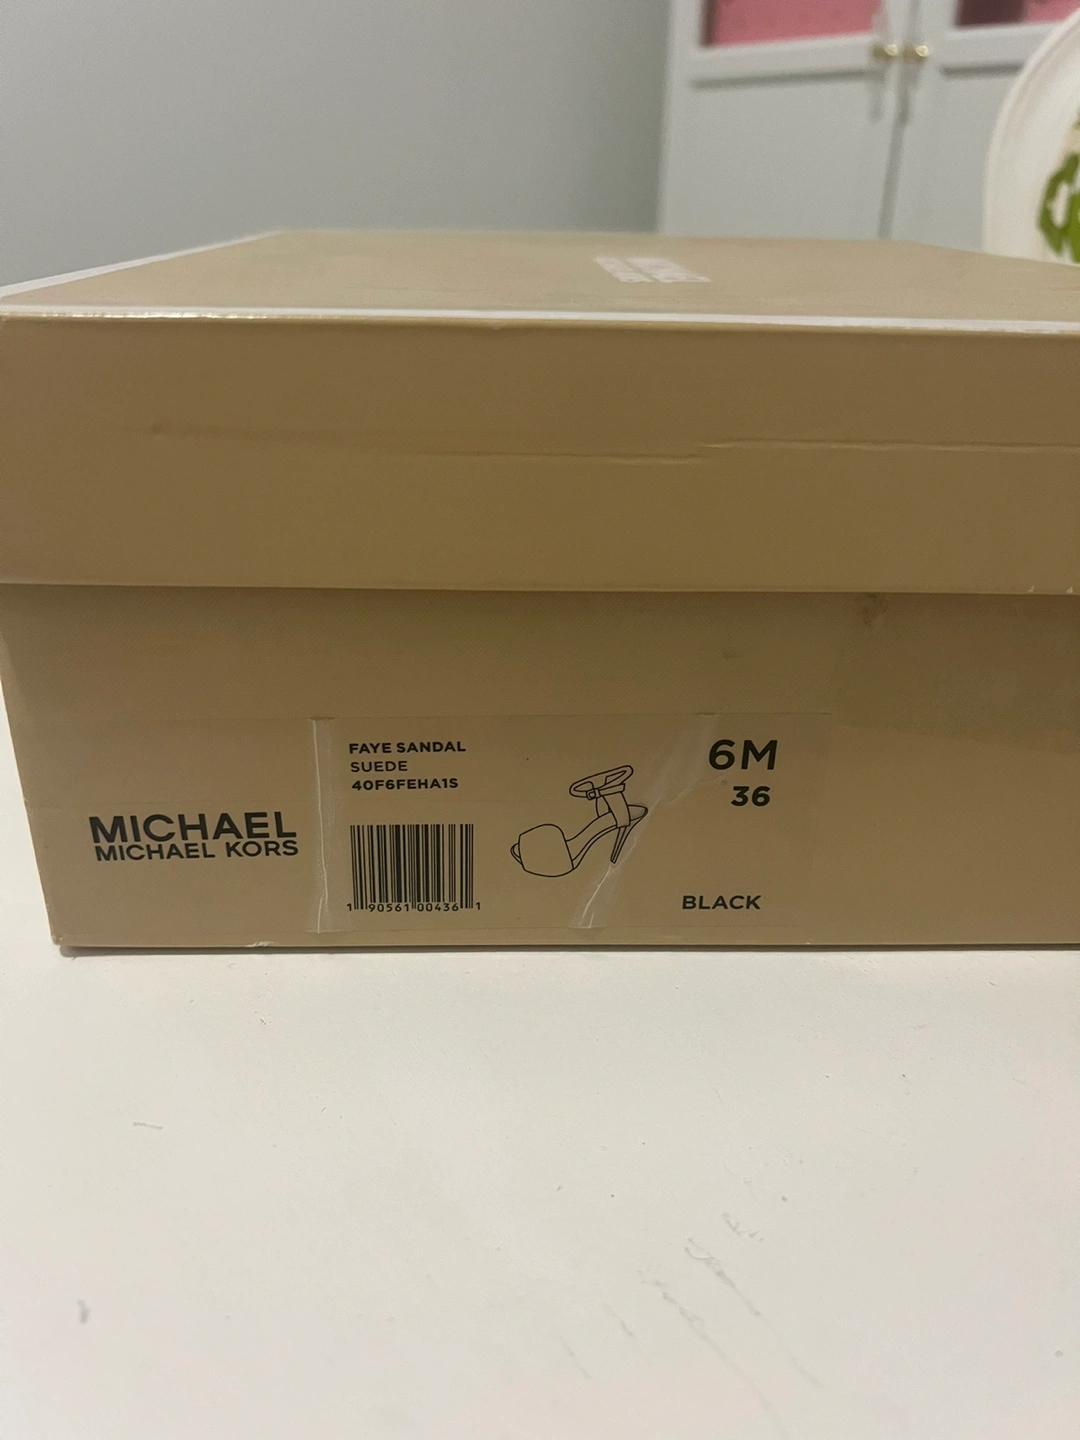 FAYE SANDAL
SUEDE
40F6FEHA1S
6M
36
MICHAEL
MICHAEL KORS
1 90561 00436 1
BLACK